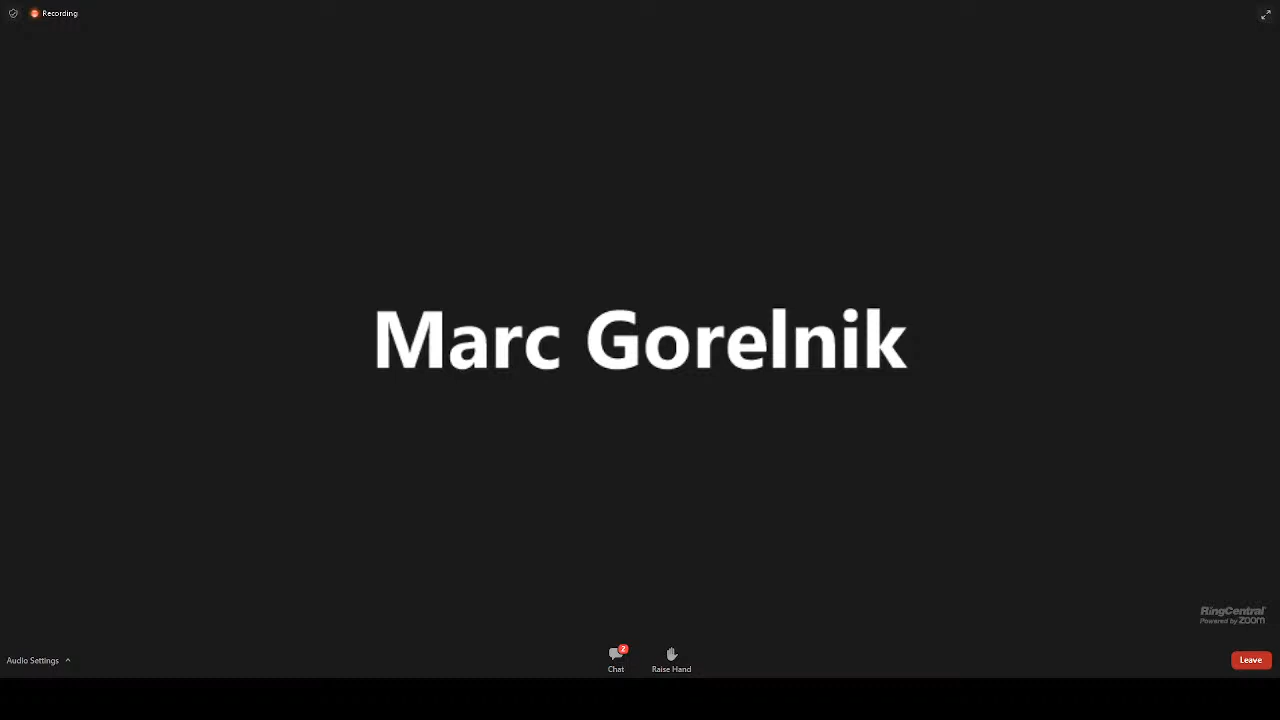 Recording
Marc Gorelnik
RingCentral
Powered by zoom
Audio Settings
2
Chat
Raise Hand
Leave